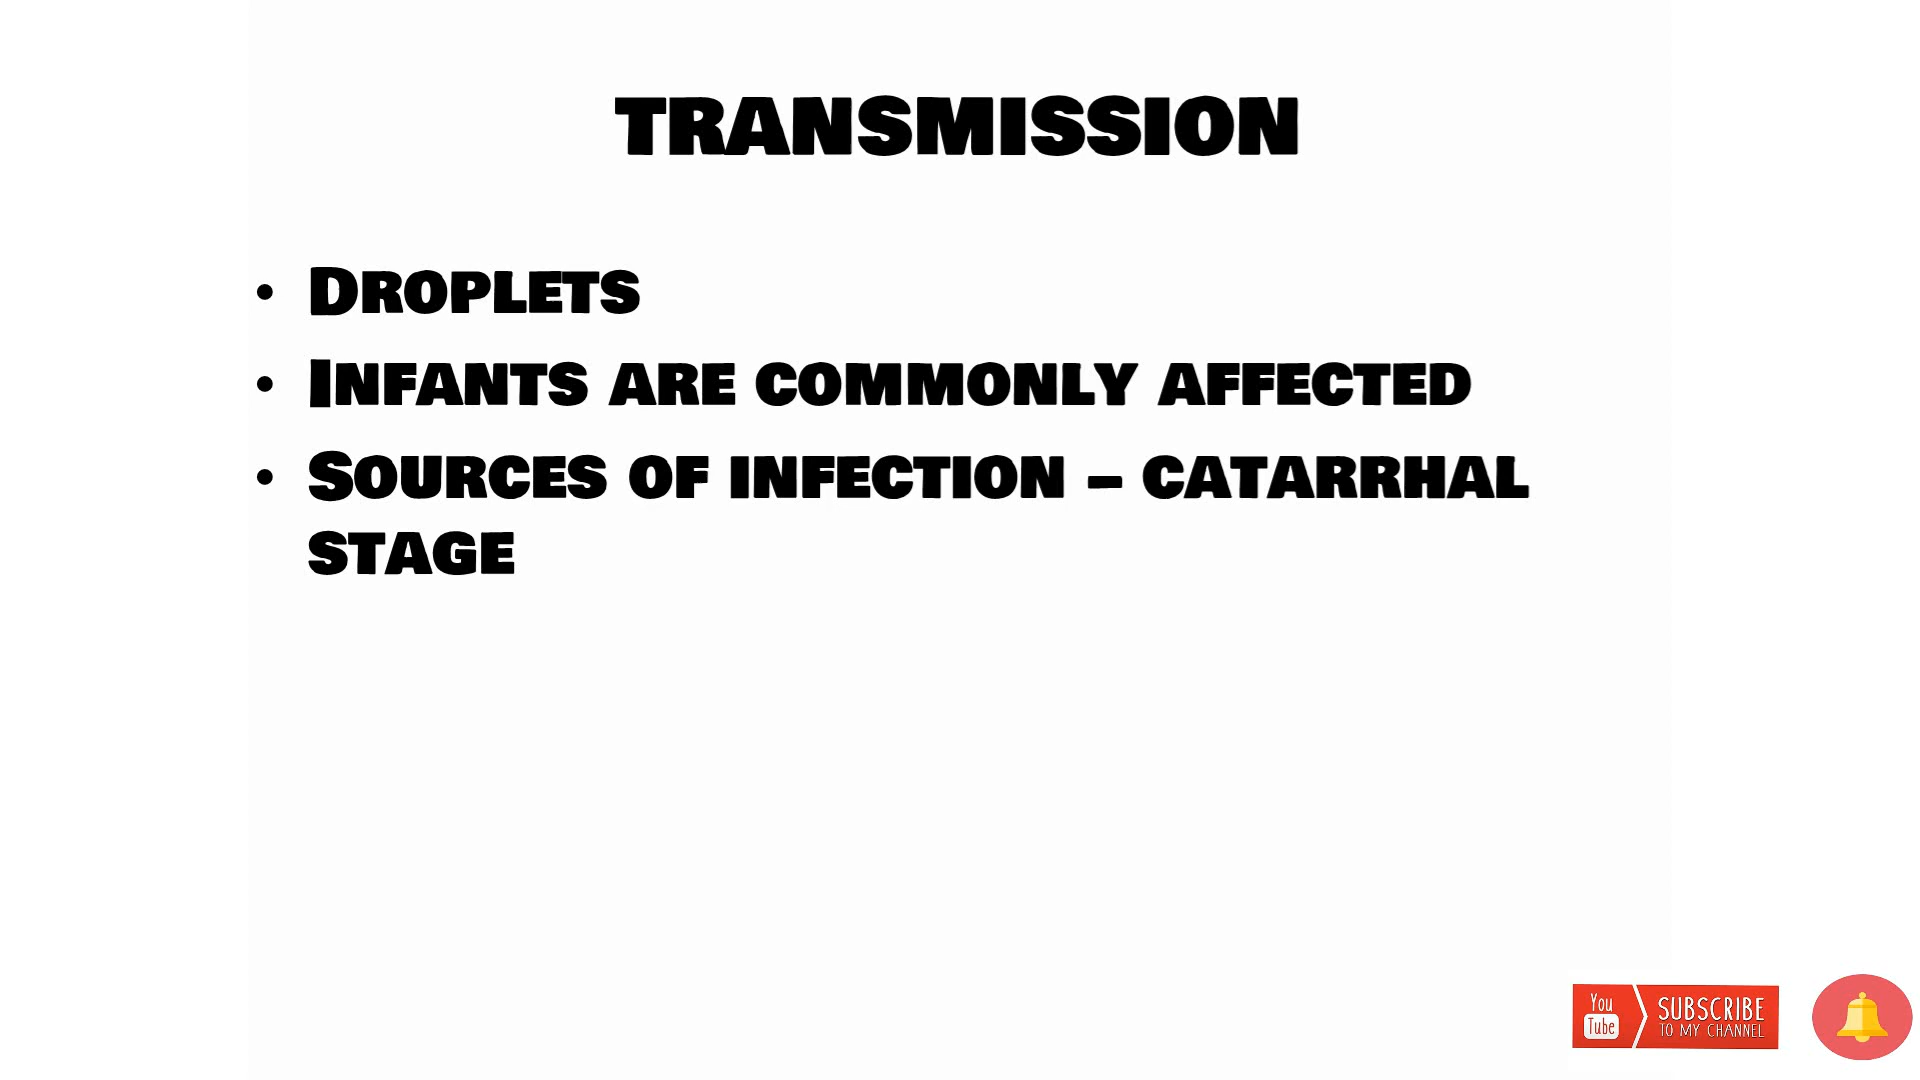 TRANSMISSION
• DROPLETS
• INFANTS ARE COMMONLY AFFECTED
• SOURCES OF INFECTION – CATARRHAL
STAGE
You
Tube
SUBSCRIBE
TO MY CHANNEL